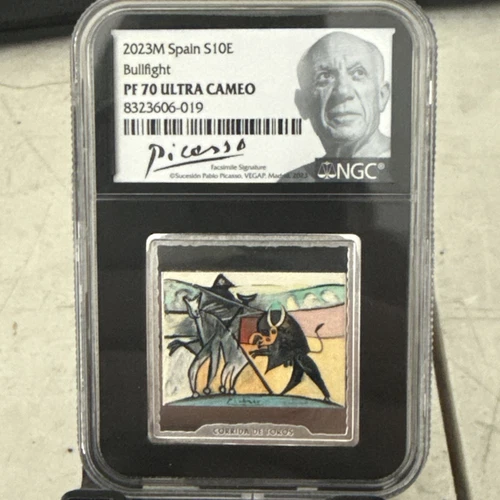 2023M Spain S10E
Bullfight
PF 70 ULTRA CAMEO
8323606-019
Picasso
Facsimile Signature
©Sucesión Pablo Picasso, VEGAP, Madrid, 2023
NGC®
Picasso
CORRIDA DE TOROS